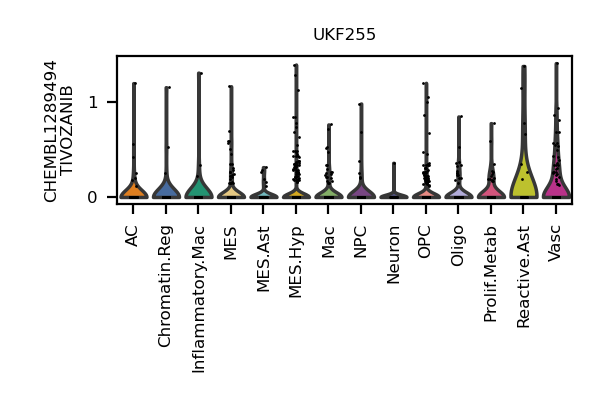 UKF255
CHEMBL1289494
TIVOZANIB
1
0
AC
Chromatin.Reg
Inflammatory.Mac
MES
MES.Ast
MES.Hyp
Mac
NPC
Neuron
OPC
Oligo
Prolif.Metab
Reactive.Ast
Vasc